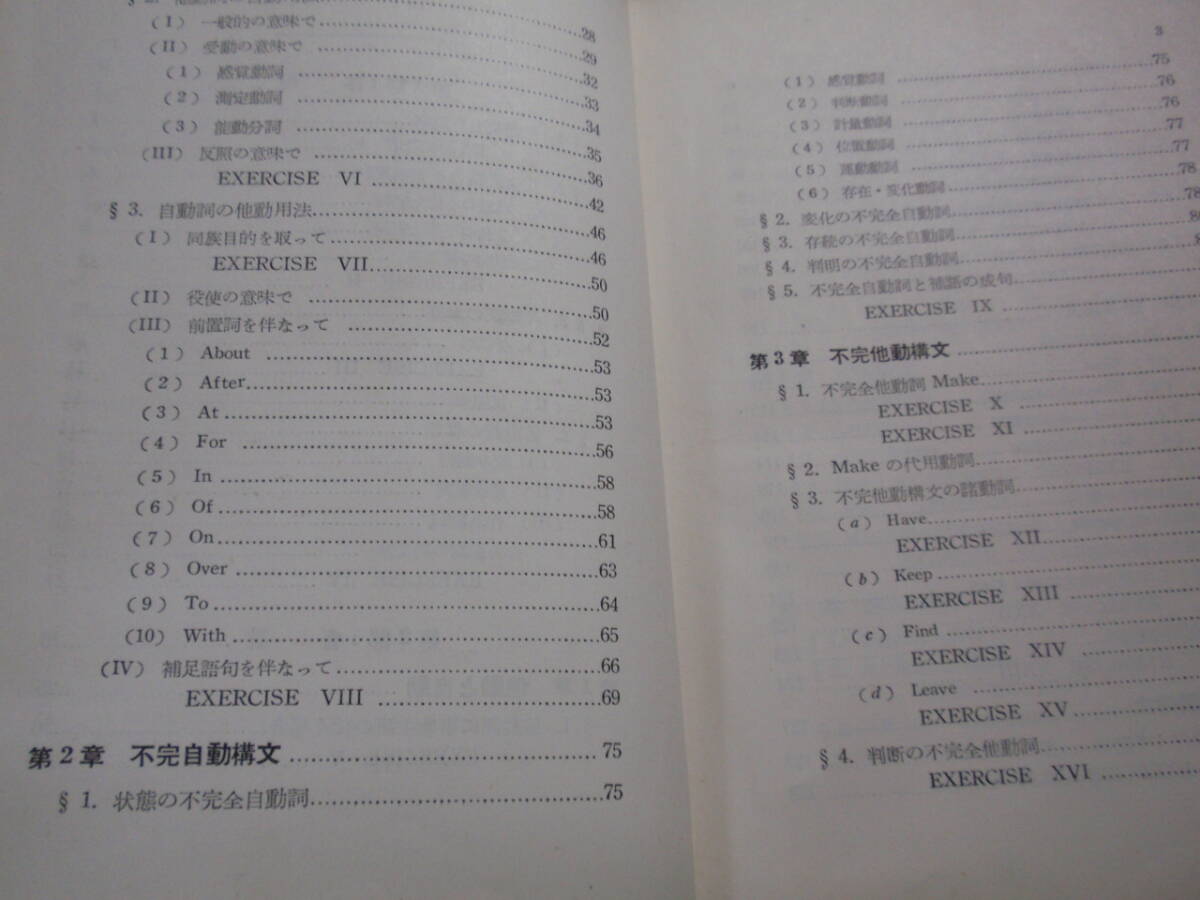 (I) 一般的の意味で 28
(II) 受動の意味で 29
(1) 感覚動詞 32
(2) 測定動詞 33
(3) 能動分詞 34
(III) 反照の意味で 35
EXERCISE VI 36
§ 3. 自動詞の他動用法 42
(I) 同族目的を取って 46
EXERCISE VII 46
50
(II) 役使の意味で 50
(III) 前置詞を伴なって 52
(1) About 53
(2) After 53
(3) At 53
(4) For 56
(5) In 58
(6) Of 58
(7) On 61
(8) Over 63
(9) To 64
(10) With 65
(IV) 補足語句を伴なって 66
EXERCISE VIII 69
第2章 不完自動構文 75
§ 1. 状態の不完全自動詞 75
3
(1) 感覚動詞 75
(2) 判断動詞 76
(3) 計量動詞 76
(4) 位置動詞 77
(5) 運動動詞 77
(6) 存在・変化動詞 78
§ 2. 変化の不完全自動詞 78
§ 3. 存続の不完全自動詞
§ 4. 判明の不完全自動詞
§ 5. 不完全自動詞と補語の成句
EXERCISE IX
第3章 不完他動構文
§ 1. 不完全他動詞 Make
EXERCISE X
EXERCISE XI
§ 2. Make の代用動詞
§ 3. 不完他動構文の諸動詞
(a) Have
EXERCISE XII
(b) Keep
EXERCISE XIII
(c) Find
EXERCISE XIV
(d) Leave
EXERCISE XV
§ 4. 判断の不完全他動詞
EXERCISE XVI